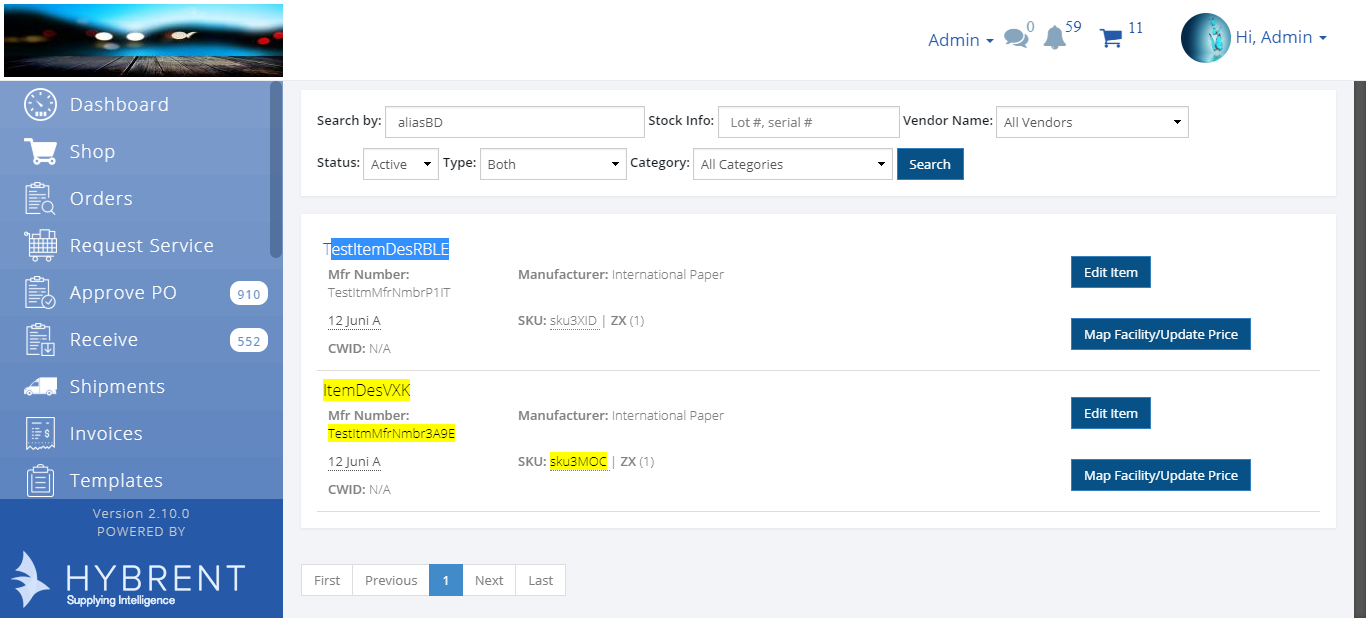 Admin
0
59
11
Hi, Admin
Dashboard
Shop
Orders
Request Service
Approve PO 910
Receive 552
Shipments
Invoices
Templates
Version 2.10.0
POWERED BY
HYBRENT
Supplying Intelligence
Search by: aliasBD Stock Info: Lot #, serial # Vendor Name: All Vendors
Status: Active Type: Both Category: All Categories Search
TestItemDesRBLE
Mfr Number: Manufacturer: International Paper Edit Item
TestItmMfrNmbrP1IT
12 Juni A SKU: sku3XID | ZX (1) Map Facility/Update Price
CWID: N/A
ItemDesVXK
Mfr Number: Manufacturer: International Paper Edit Item
TestItmMfrNmbr3A9E
12 Juni A SKU: sku3MOC | ZX (1) Map Facility/Update Price
CWID: N/A
First Previous 1 Next Last